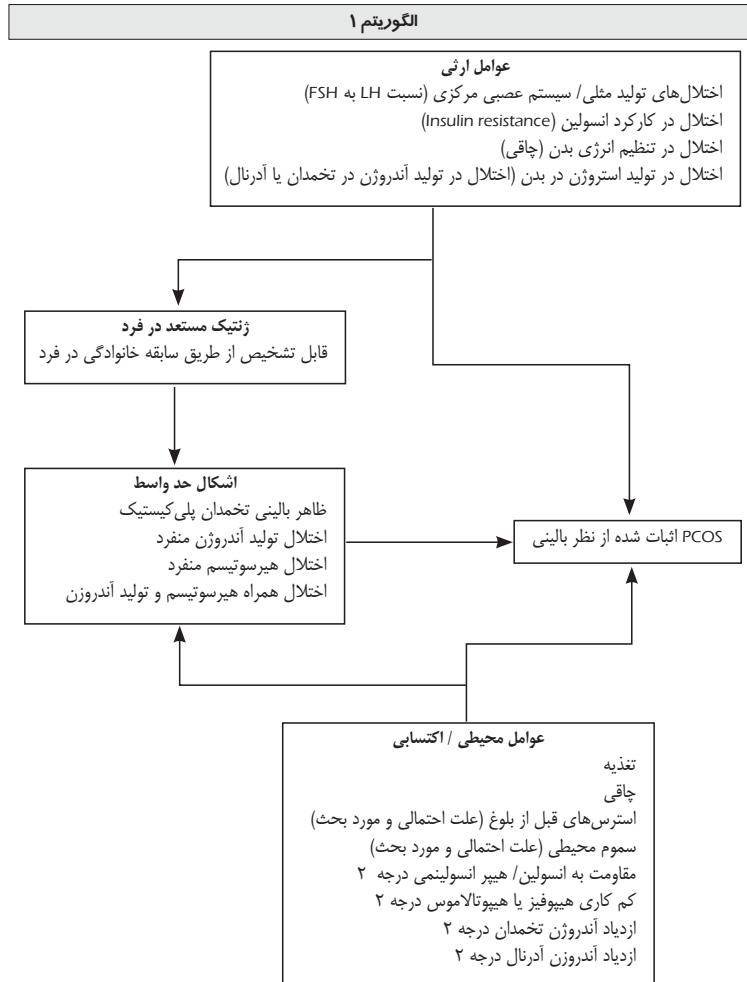 الگوریتم ۱
عوامل ارثی
اختلال‌های تولید مثلی/ سیستم عصبی مرکزی (نسبت LH به FSH)
اختلال در کارکرد انسولین (Insulin resistance)
اختلال در تنظیم انرژی بدن (چاقی)
اختلال در تولید استروژن در بدن (اختلال در تولید آندروژن در تخمدان یا آدرنال)
ژنتیک مستعد در فرد
قابل تشخیص از طریق سابقه خانوادگی در فرد
اشکال حد واسط
ظاهر بالینی تخمدان پلی‌کیستیک
اختلال تولید آندروژن منفرد
اختلال هیرسوتیسم منفرد
اختلال همراه هیرسوتیسم و تولید آندروزن
PCOS اثبات شده از نظر بالینی
عوامل محیطی / اکتسابی
تغذیه
چاقی
استرس‌های قبل از بلوغ (علت احتمالی و مورد بحث)
سموم محیطی (علت احتمالی و مورد بحث)
مقاومت به انسولین/ هیپر انسولینمی درجه ۲
کم کاری هیپوفیز یا هیپوتالاموس درجه ۲
ازدیاد آندروژن تخمدان درجه ۲
ازدیاد آندروزن آدرنال درجه ۲